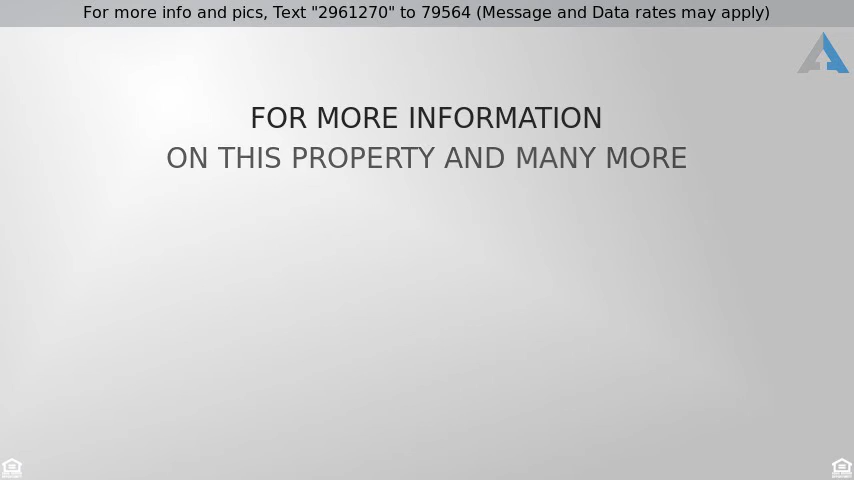 For more info and pics, Text "2961270" to 79564 (Message and Data rates may apply)
FOR MORE INFORMATION
ON THIS PROPERTY AND MANY MORE